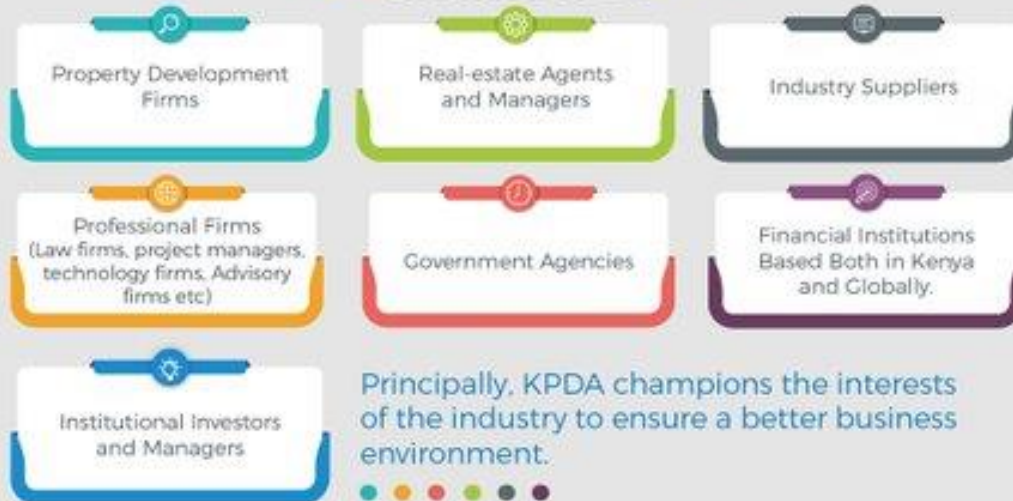 Property Development
Firms
Real-estate Agents
and Managers
Industry Suppliers
Professional Firms
(Law firms, project managers,
technology firms, Advisory
firms etc)
Government Agencies
Financial Institutions
Based Both in Kenya
and Globally.
Institutional Investors
and Managers
Principally, KPDA champions the interests
of the industry to ensure a better business
environment.